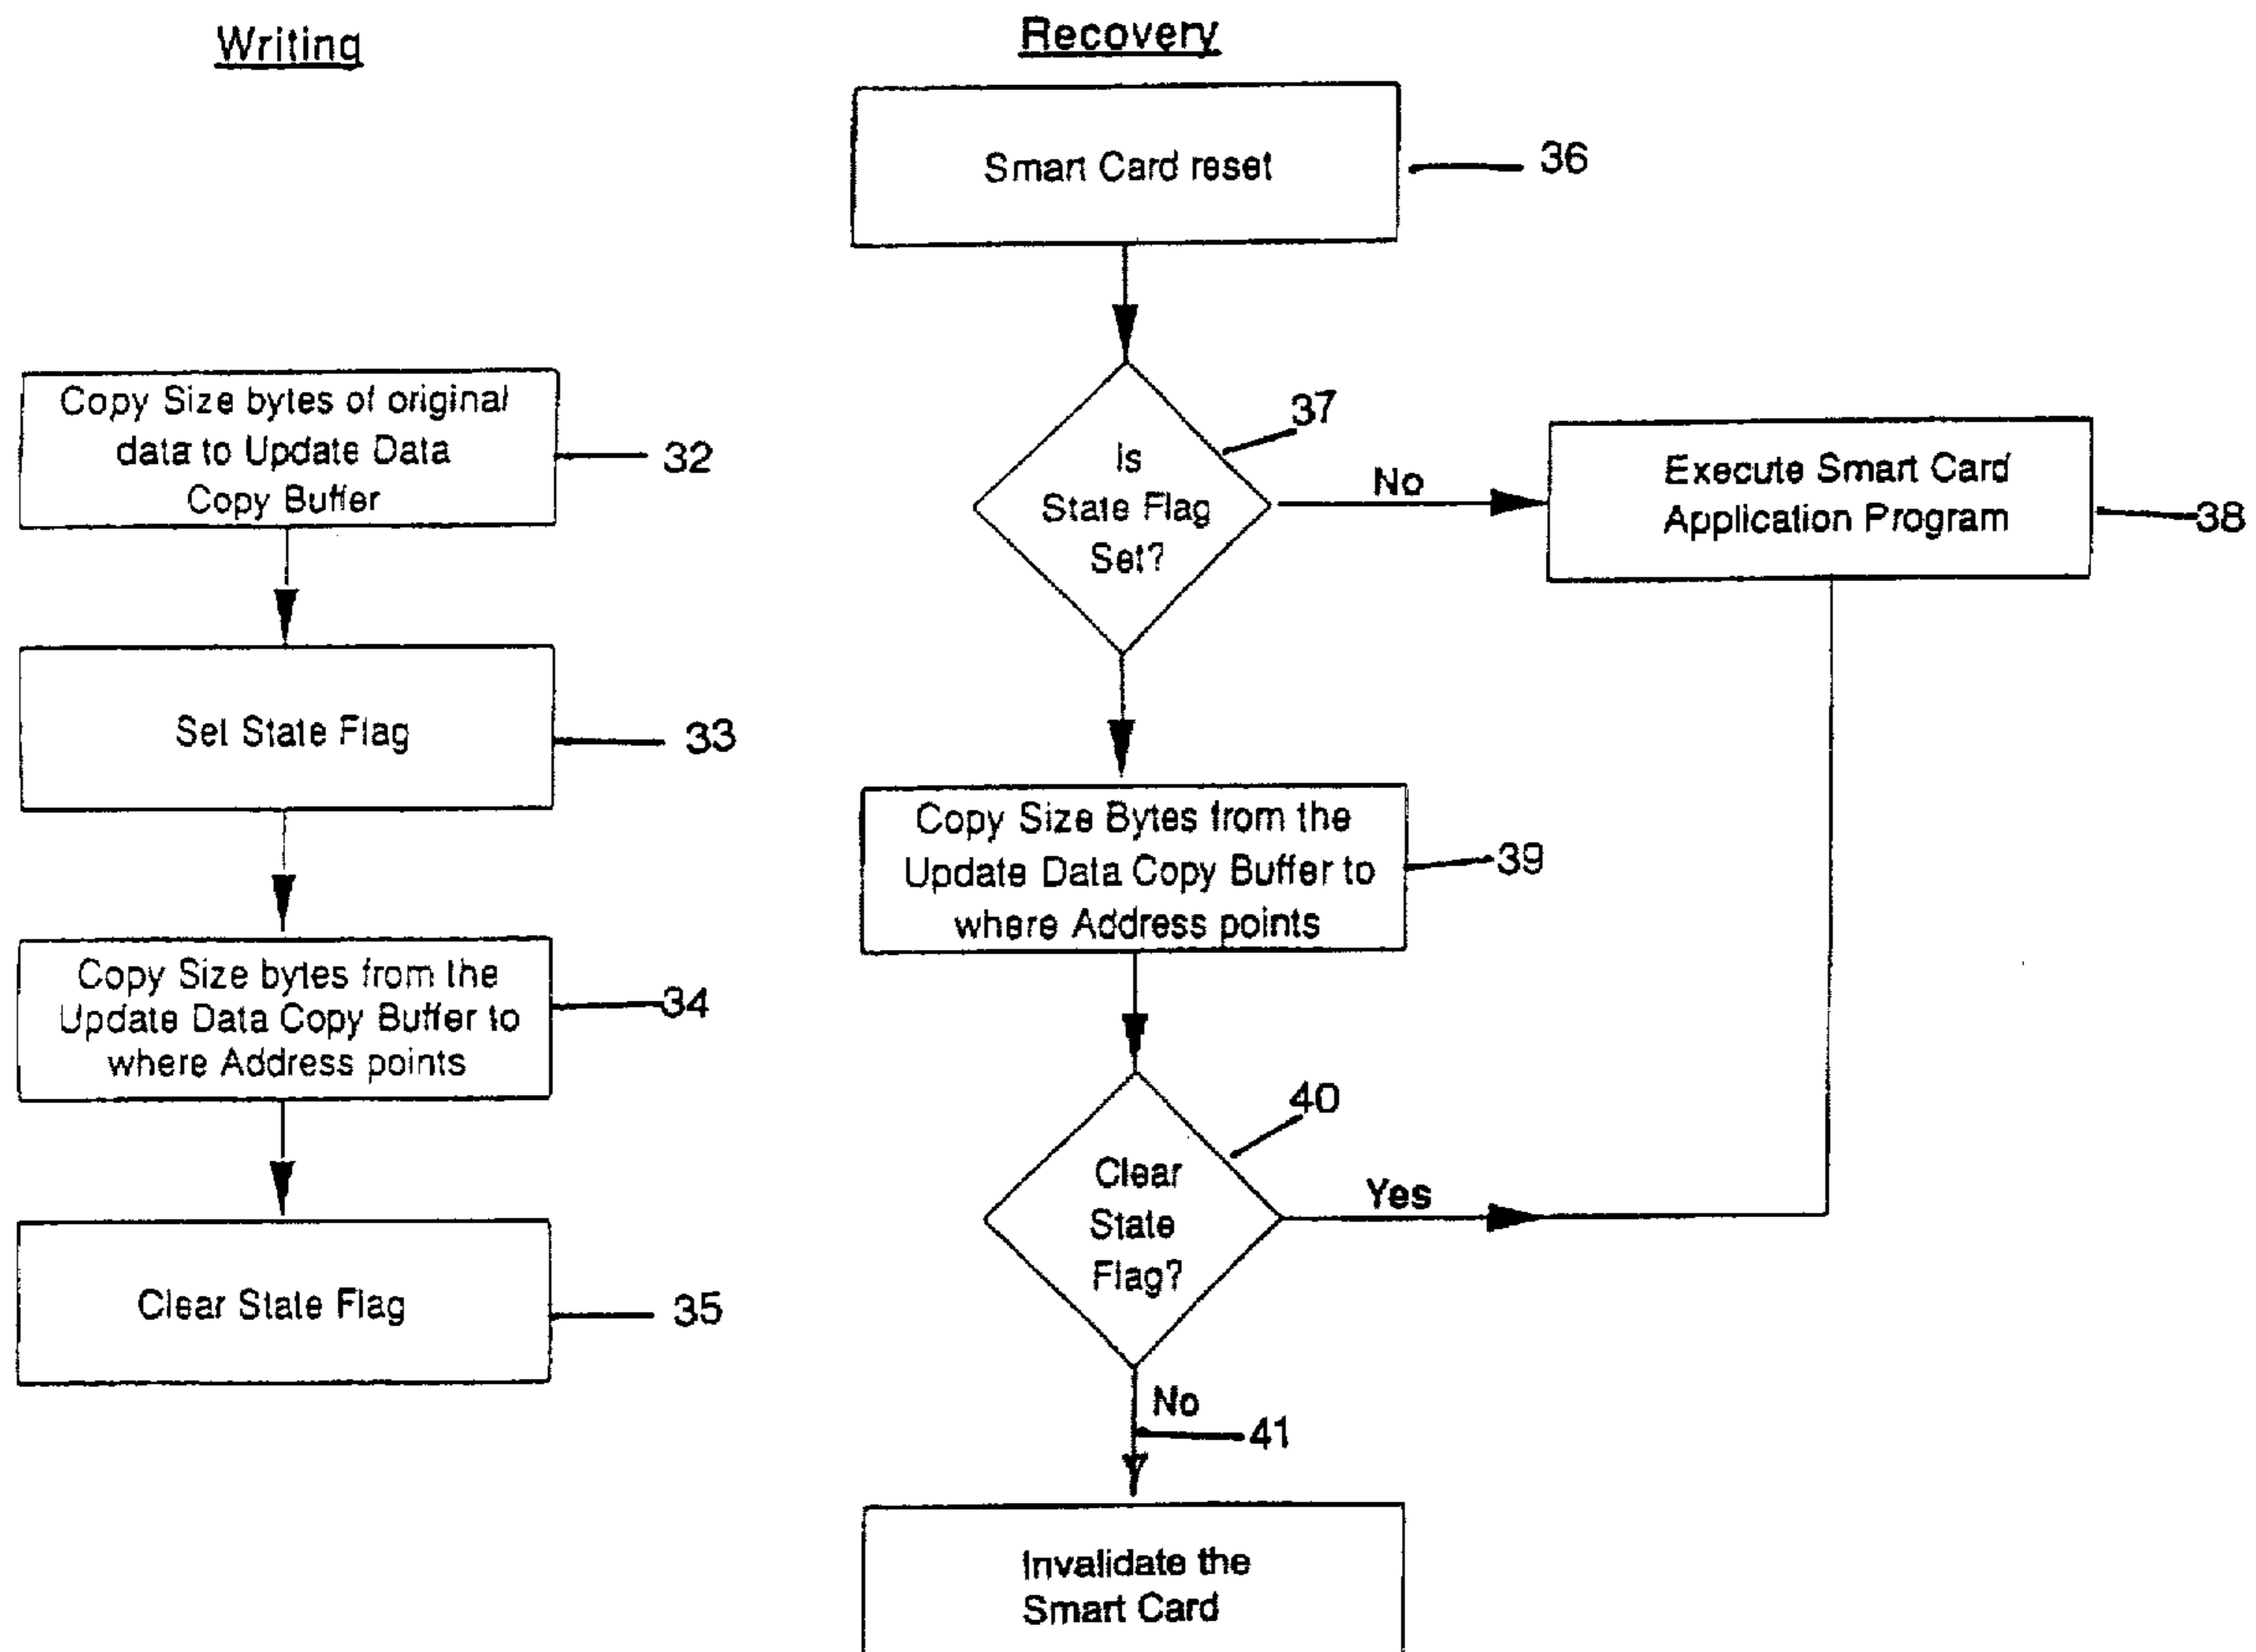 Writing
Copy Size bytes of original
data to Update Data
Copy Buffer
32
Set State Flag
33
Copy Size bytes from the
Update Data Copy Buffer to
where Address points
34
Clear State Flag
35
Recovery
Smart Card reset
36
Is
State Flag
Set?
37
No
Execute Smart Card
Application Program
38
Copy Size Bytes from the
Update Data Copy Buffer to
where Address points
39
Clear
State
Flag?
40
Yes
No
41
Invalidate the
Smart Card